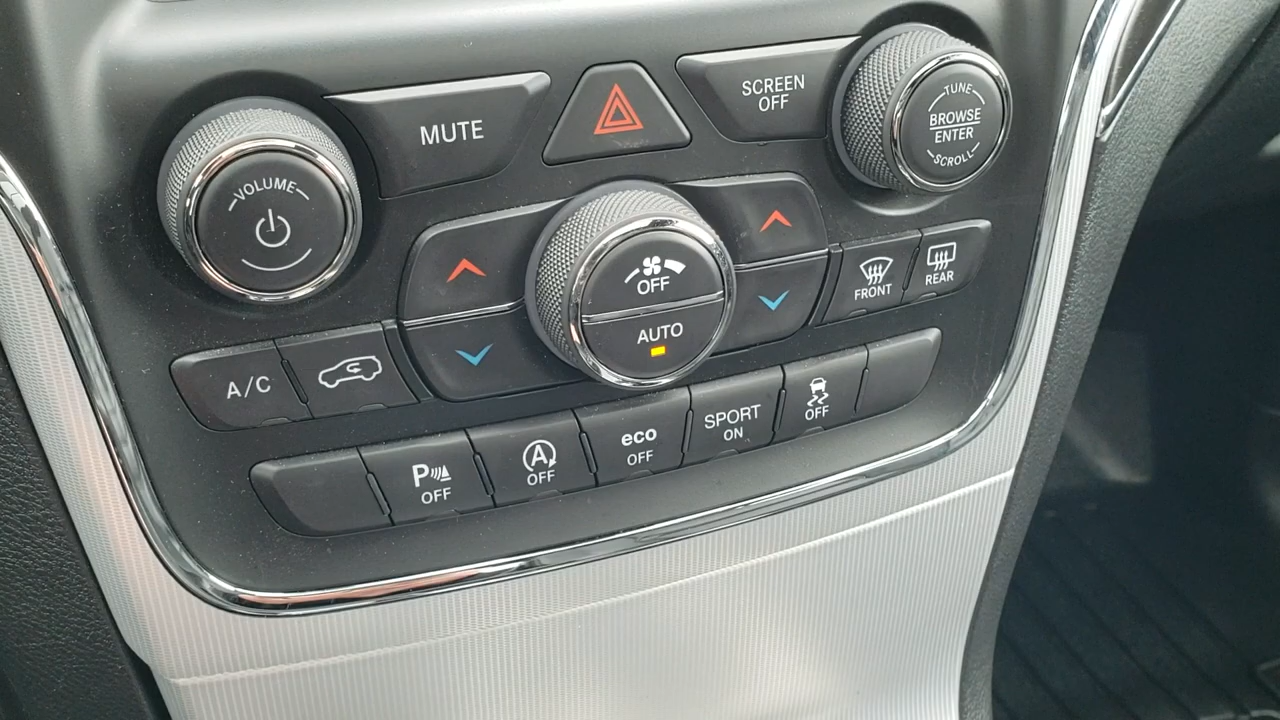 MUTE
SCREEN
OFF
TUNE
BROWSE
ENTER
SCROLL
VOLUME
OFF
AUTO
FRONT
REAR
A/C
P
OFF
A
OFF
eco
OFF
SPORT
ON
OFF